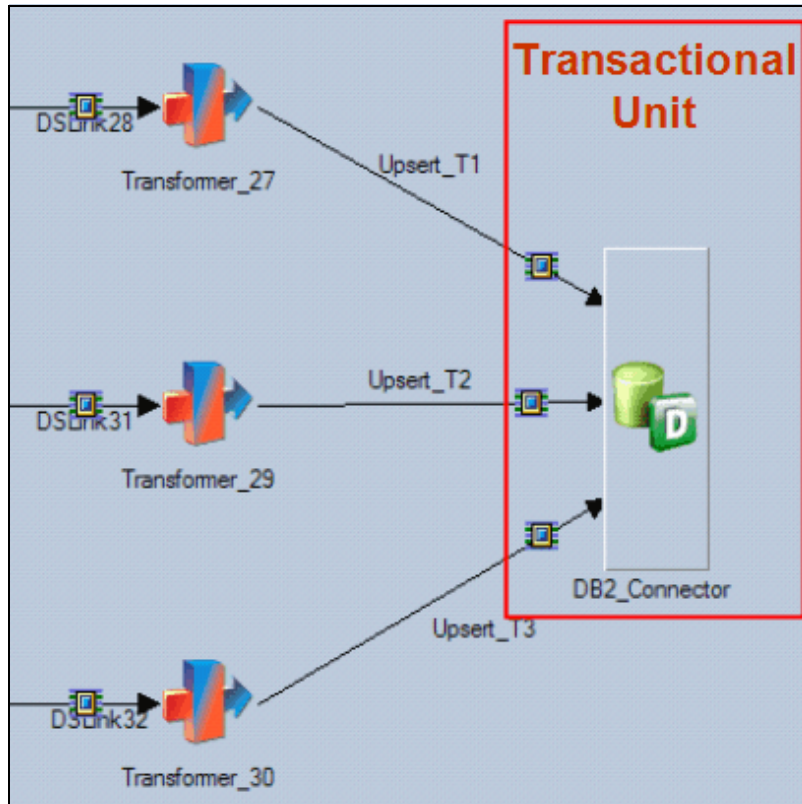 Transactional
Unit
DSLink28
Transformer_27
Upsert_T1
DSLink31
Transformer_29
Upsert_T2
D
DB2_Connector
Upsert_T3
DSLink32
Transformer_30